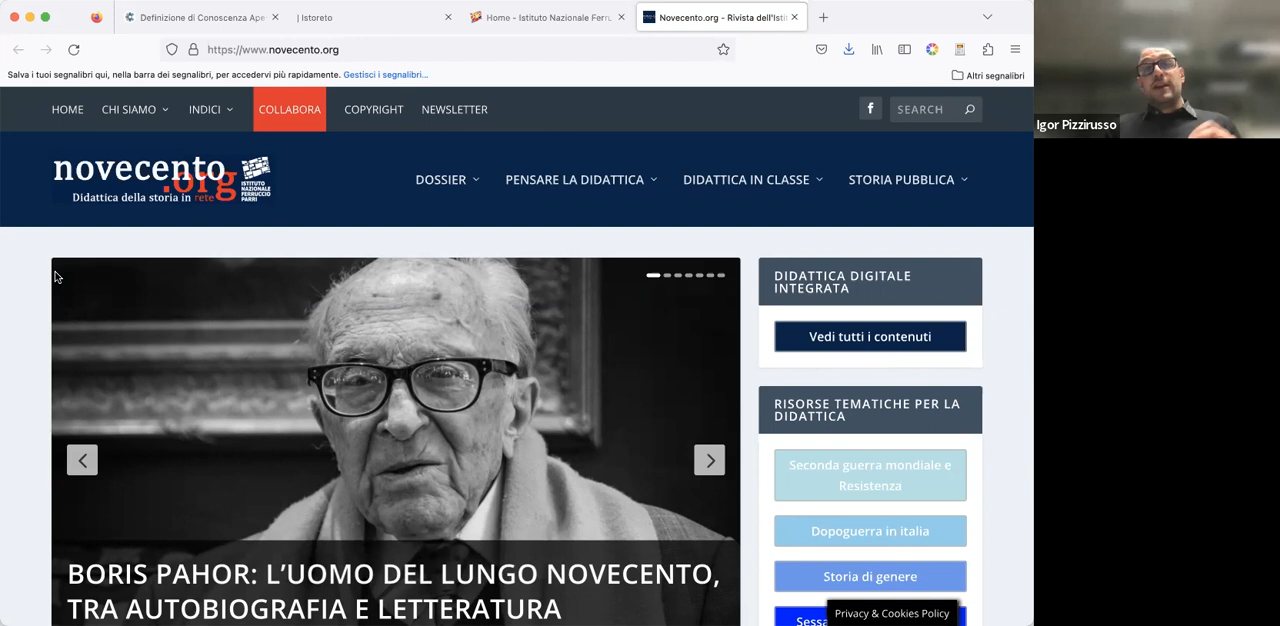 Definizione di Conoscenza Ape
| Istoreto
Home - Istituto Nazionale Ferru
Novecento.org - Rivista dell'Isti
https://www.novecento.org
Salva i tuoi segnalibri qui, nella barra dei segnalibri, per accedervi più rapidamente. Gestisci i segnalibri...
Altri segnalibri
HOME
CHI SIAMO
INDICI
COLLABORA
COPYRIGHT
NEWSLETTER
f
SEARCH
novecento
.org
Didattica della storia in rete
ISTITUTO
NAZIONALE
FERRUCCIO
PARRI
DOSSIER
PENSARE LA DIDATTICA
DIDATTICA IN CLASSE
STORIA PUBBLICA
BORIS PAHOR: L'UOMO DEL LUNGO NOVECENTO,
TRA AUTOBIOGRAFIA E LETTERATURA
DIDATTICA DIGITALE
INTEGRATA
Vedi tutti i contenuti
RISORSE TEMATICHE PER LA
DIDATTICA
Seconda guerra mondiale e
Resistenza
Dopoguerra in italia
Storia di genere
Sessa
Privacy & Cookies Policy
Igor Pizzirusso